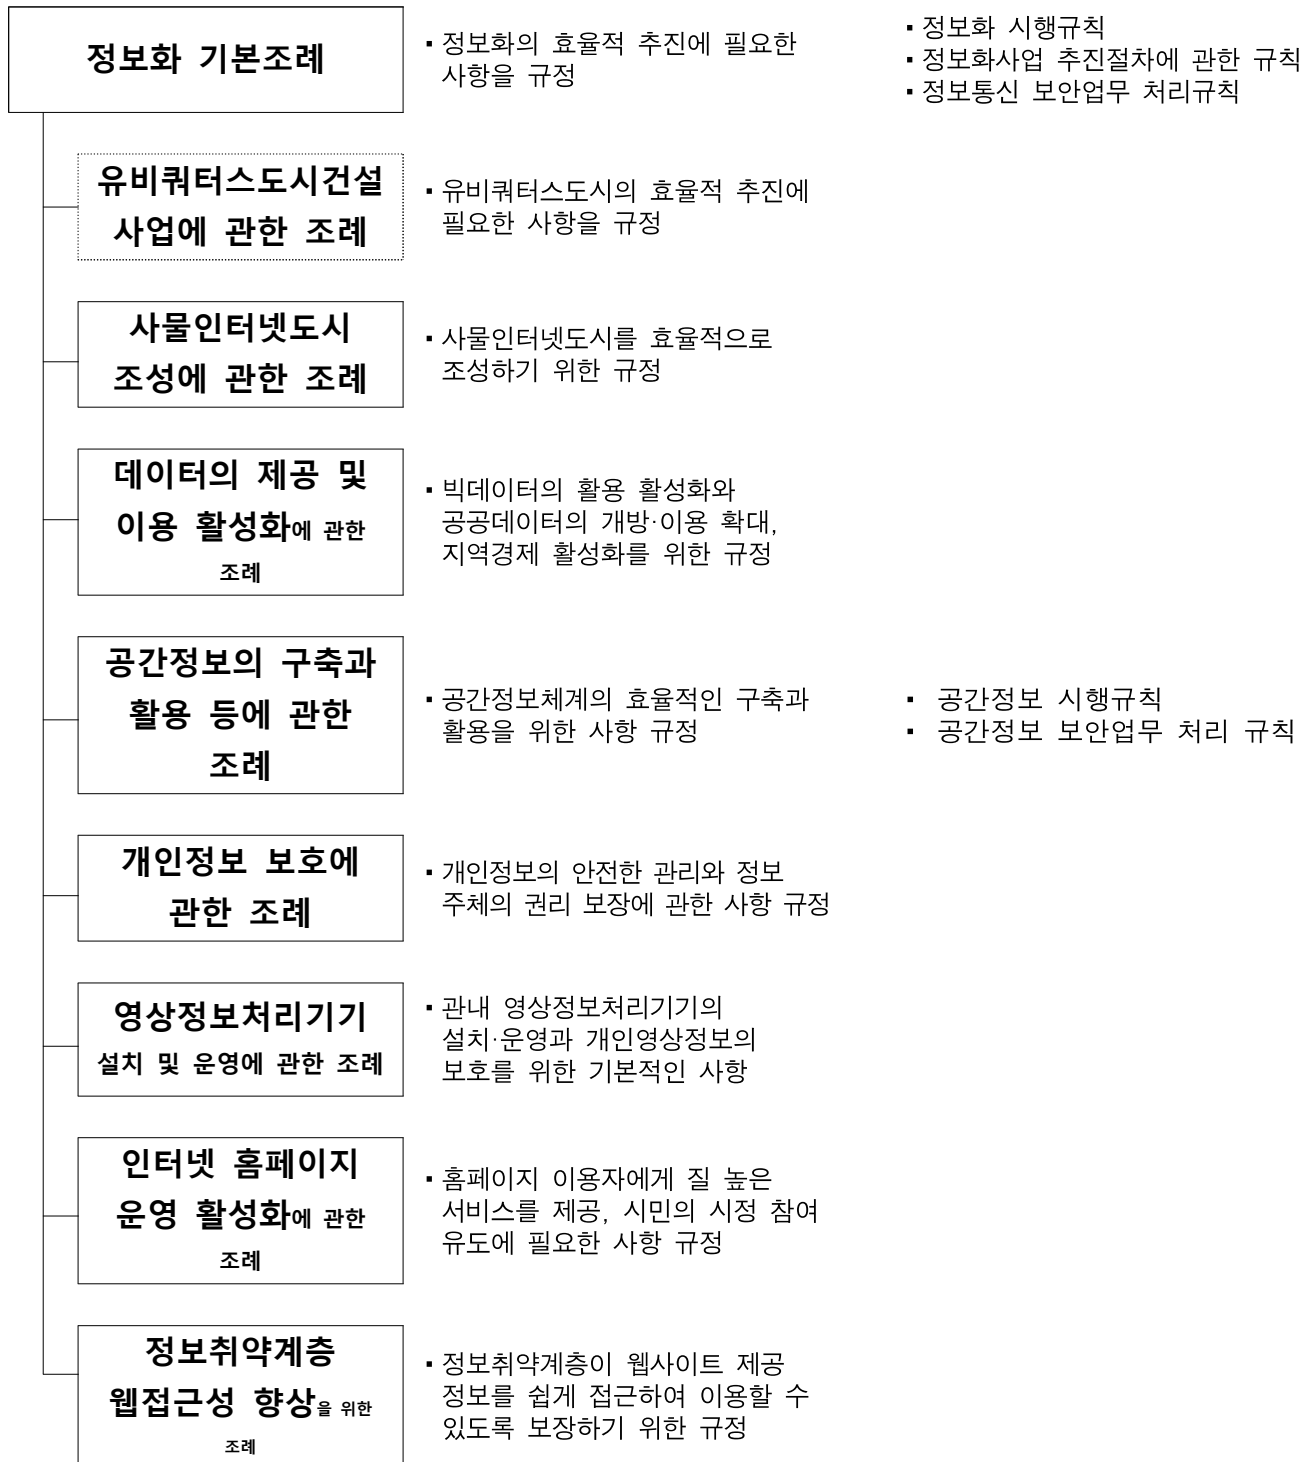 정보화 기본조례
▪ 정보화의 효율적 추진에 필요한
사항을 규정
▪ 정보화 시행규칙
▪ 정보화사업 추진절차에 관한 규칙
▪ 정보통신 보안업무 처리규칙
유비쿼터스도시건설
사업에 관한 조례
▪ 유비쿼터스도시의 효율적 추진에
필요한 사항을 규정
사물인터넷도시
조성에 관한 조례
▪ 사물인터넷도시를 효율적으로
조성하기 위한 규정
데이터의 제공 및
이용 활성화에 관한
조례
▪ 빅데이터의 활용 활성화와
공공데이터의 개방·이용 확대,
지역경제 활성화를 위한 규정
공간정보의 구축과
활용 등에 관한
조례
▪ 공간정보체계의 효율적인 구축과
활용을 위한 사항 규정
▪ 공간정보 시행규칙
▪ 공간정보 보안업무 처리 규칙
개인정보 보호에
관한 조례
▪ 개인정보의 안전한 관리와 정보
주체의 권리 보장에 관한 사항 규정
영상정보처리기기
설치 및 운영에 관한 조례
▪ 관내 영상정보처리기기의
설치·운영과 개인영상정보의
보호를 위한 기본적인 사항
인터넷 홈페이지
운영 활성화에 관한
조례
▪ 홈페이지 이용자에게 질 높은
서비스를 제공, 시민의 시정 참여
유도에 필요한 사항 규정
정보취약계층
웹접근성 향상을 위한
조례
▪ 정보취약계층이 웹사이트 제공
정보를 쉽게 접근하여 이용할 수
있도록 보장하기 위한 규정